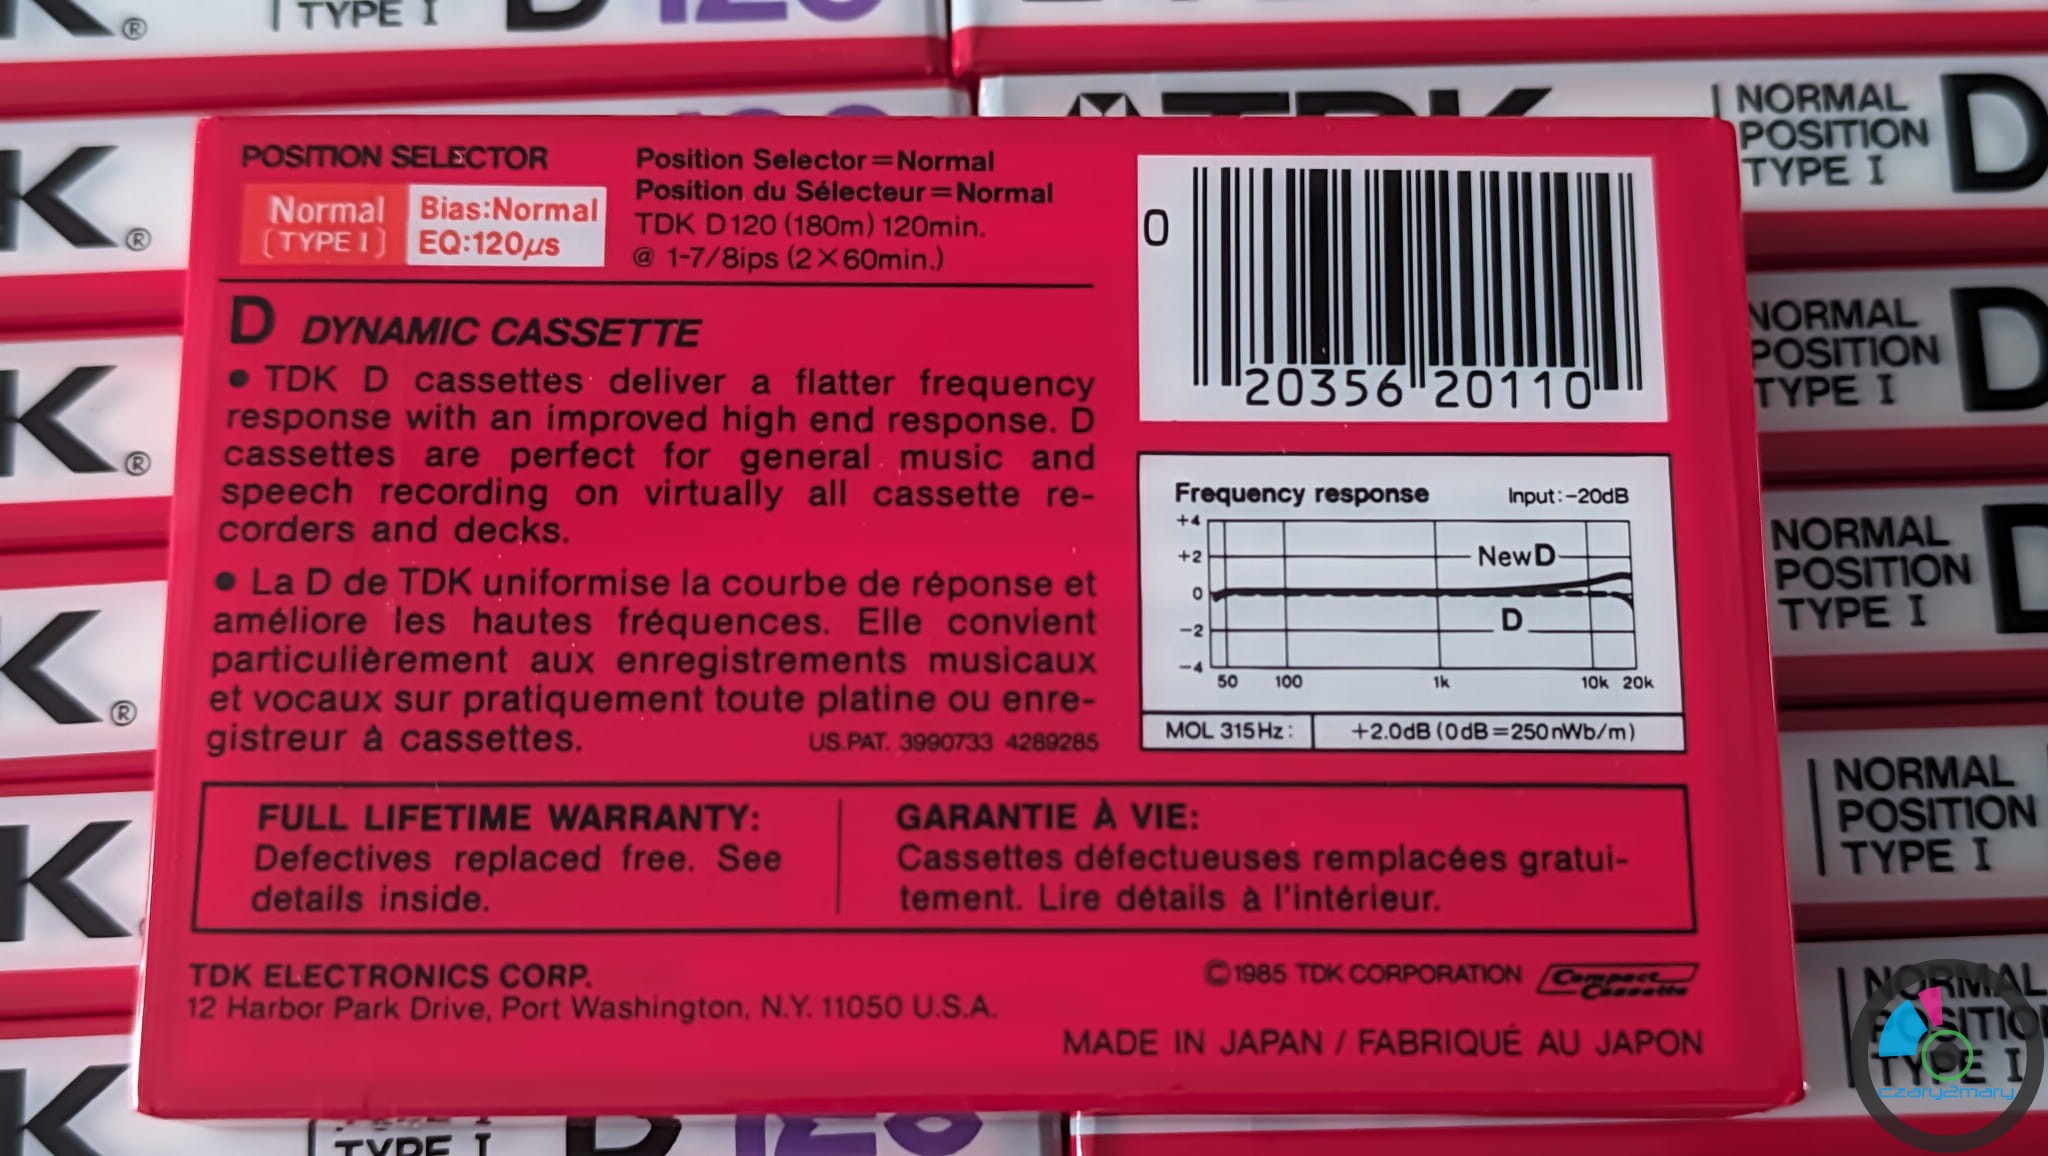 TYPE I D 120
®
TDK
NORMAL
POSITION
TYPE I
D
®
®
®
NORMAL
POSITION
TYPE I
D
NORMAL
POSITION
TYPE I
D
NORMAL
POSITION
TYPE I
NORMAL
POSITION
TYPE I
TYPE I D 120
POSITION SELECTOR
Normal
(TYPE I)
Bias:Normal
EQ:120µs
Position Selector=Normal
Position du Sélecteur=Normal
TDK D120 (180m) 120min.
@ 1-7/8ips (2×60min.)
D DYNAMIC CASSETTE
• TDK D cassettes deliver a flatter frequency
response with an improved high end response. D
cassettes are perfect for general music and
speech recording on virtually all cassette re-
corders and decks.
• La D de TDK uniformise la courbe de réponse et
améliore les hautes fréquences. Elle convient
particulièrement aux enregistrements musicaux
et vocaux sur pratiquement toute platine ou enre-
gistreur à cassettes.
US.PAT. 3990733 4289285
0 20356 20110
Frequency response Input:-20dB
+4
+2
0
-2
-4
New D
D
50 100 1k 10k 20k
MOL 315Hz: +2.0dB (0dB=250nWb/m)
FULL LIFETIME WARRANTY:
Defectives replaced free. See
details inside.
GARANTIE À VIE:
Cassettes défectueuses remplacées gratui-
tement. Lire détails à l'intérieur.
TDK ELECTRONICS CORP.
12 Harbor Park Drive, Port Washington, N.Y. 11050 U.S.A.
©1985 TDK CORPORATION Compact Cassette
MADE IN JAPAN / FABRIQUÉ AU JAPON
czary2mary